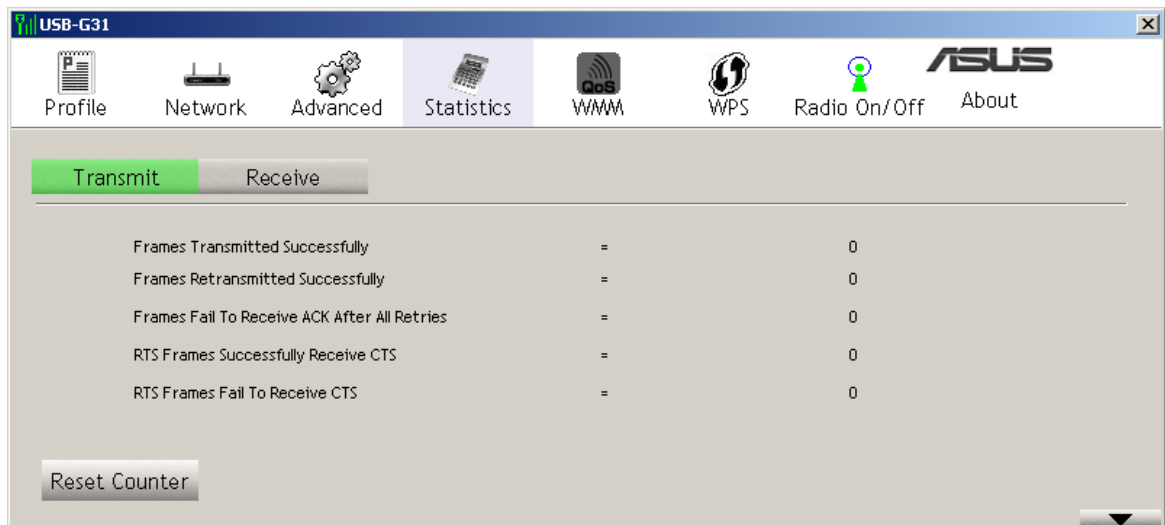 USB-G31
Profile
Network
Advanced
Statistics
QoS
WMM
WPS
Radio On/Off
ASUS
About
Transmit
Receive
Frames Transmitted Successfully = 0
Frames Retransmitted Successfully = 0
Frames Fail To Receive ACK After All Retries = 0
RTS Frames Successfully Receive CTS = 0
RTS Frames Fail To Receive CTS = 0
Reset Counter